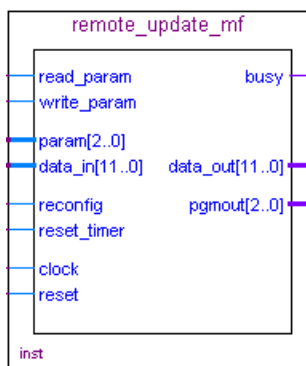 remote_update_mf
read_param busy
write_param
param[2..0]
data_in[11..0] data_out[11..0]
reconfig pgmout[2..0]
reset_timer
clock
reset
inst